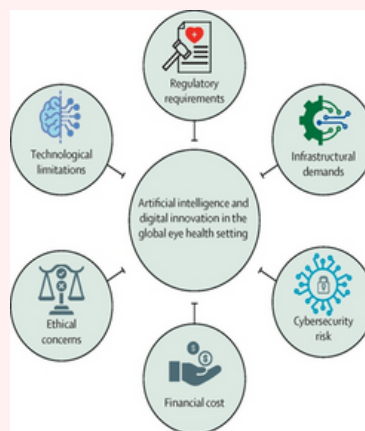 Regulatory
requirements
Technological
limitations
Infrastructural
demands
Artificial intelligence and
digital innovation in the
global eye health setting
Ethical
concerns
Cybersecurity
risk
Financial cost